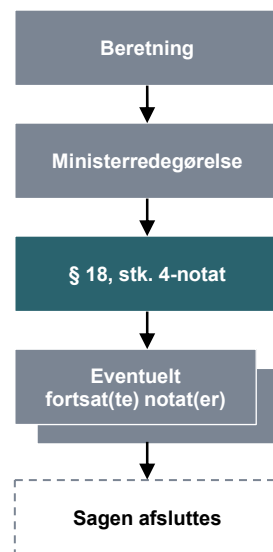 Beretning
Ministerredegørelse
§ 18, stk. 4-notat
Eventuelt
fortsat(te) notat(er)
Sagen afsluttes